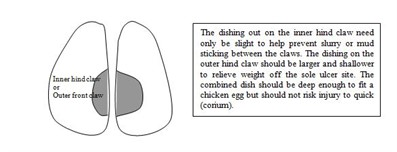 Inner hind claw
or
Outer front claw
The dishing out on the inner hind claw need
only be slight to help prevent slurry or mud
sticking between the claws. The dishing on the
outer hind claw should be larger and shallower
to relieve weight off the sole ulcer site. The
combined dish should be deep enough to fit a
chicken egg but should not risk injury to quick
(corium).